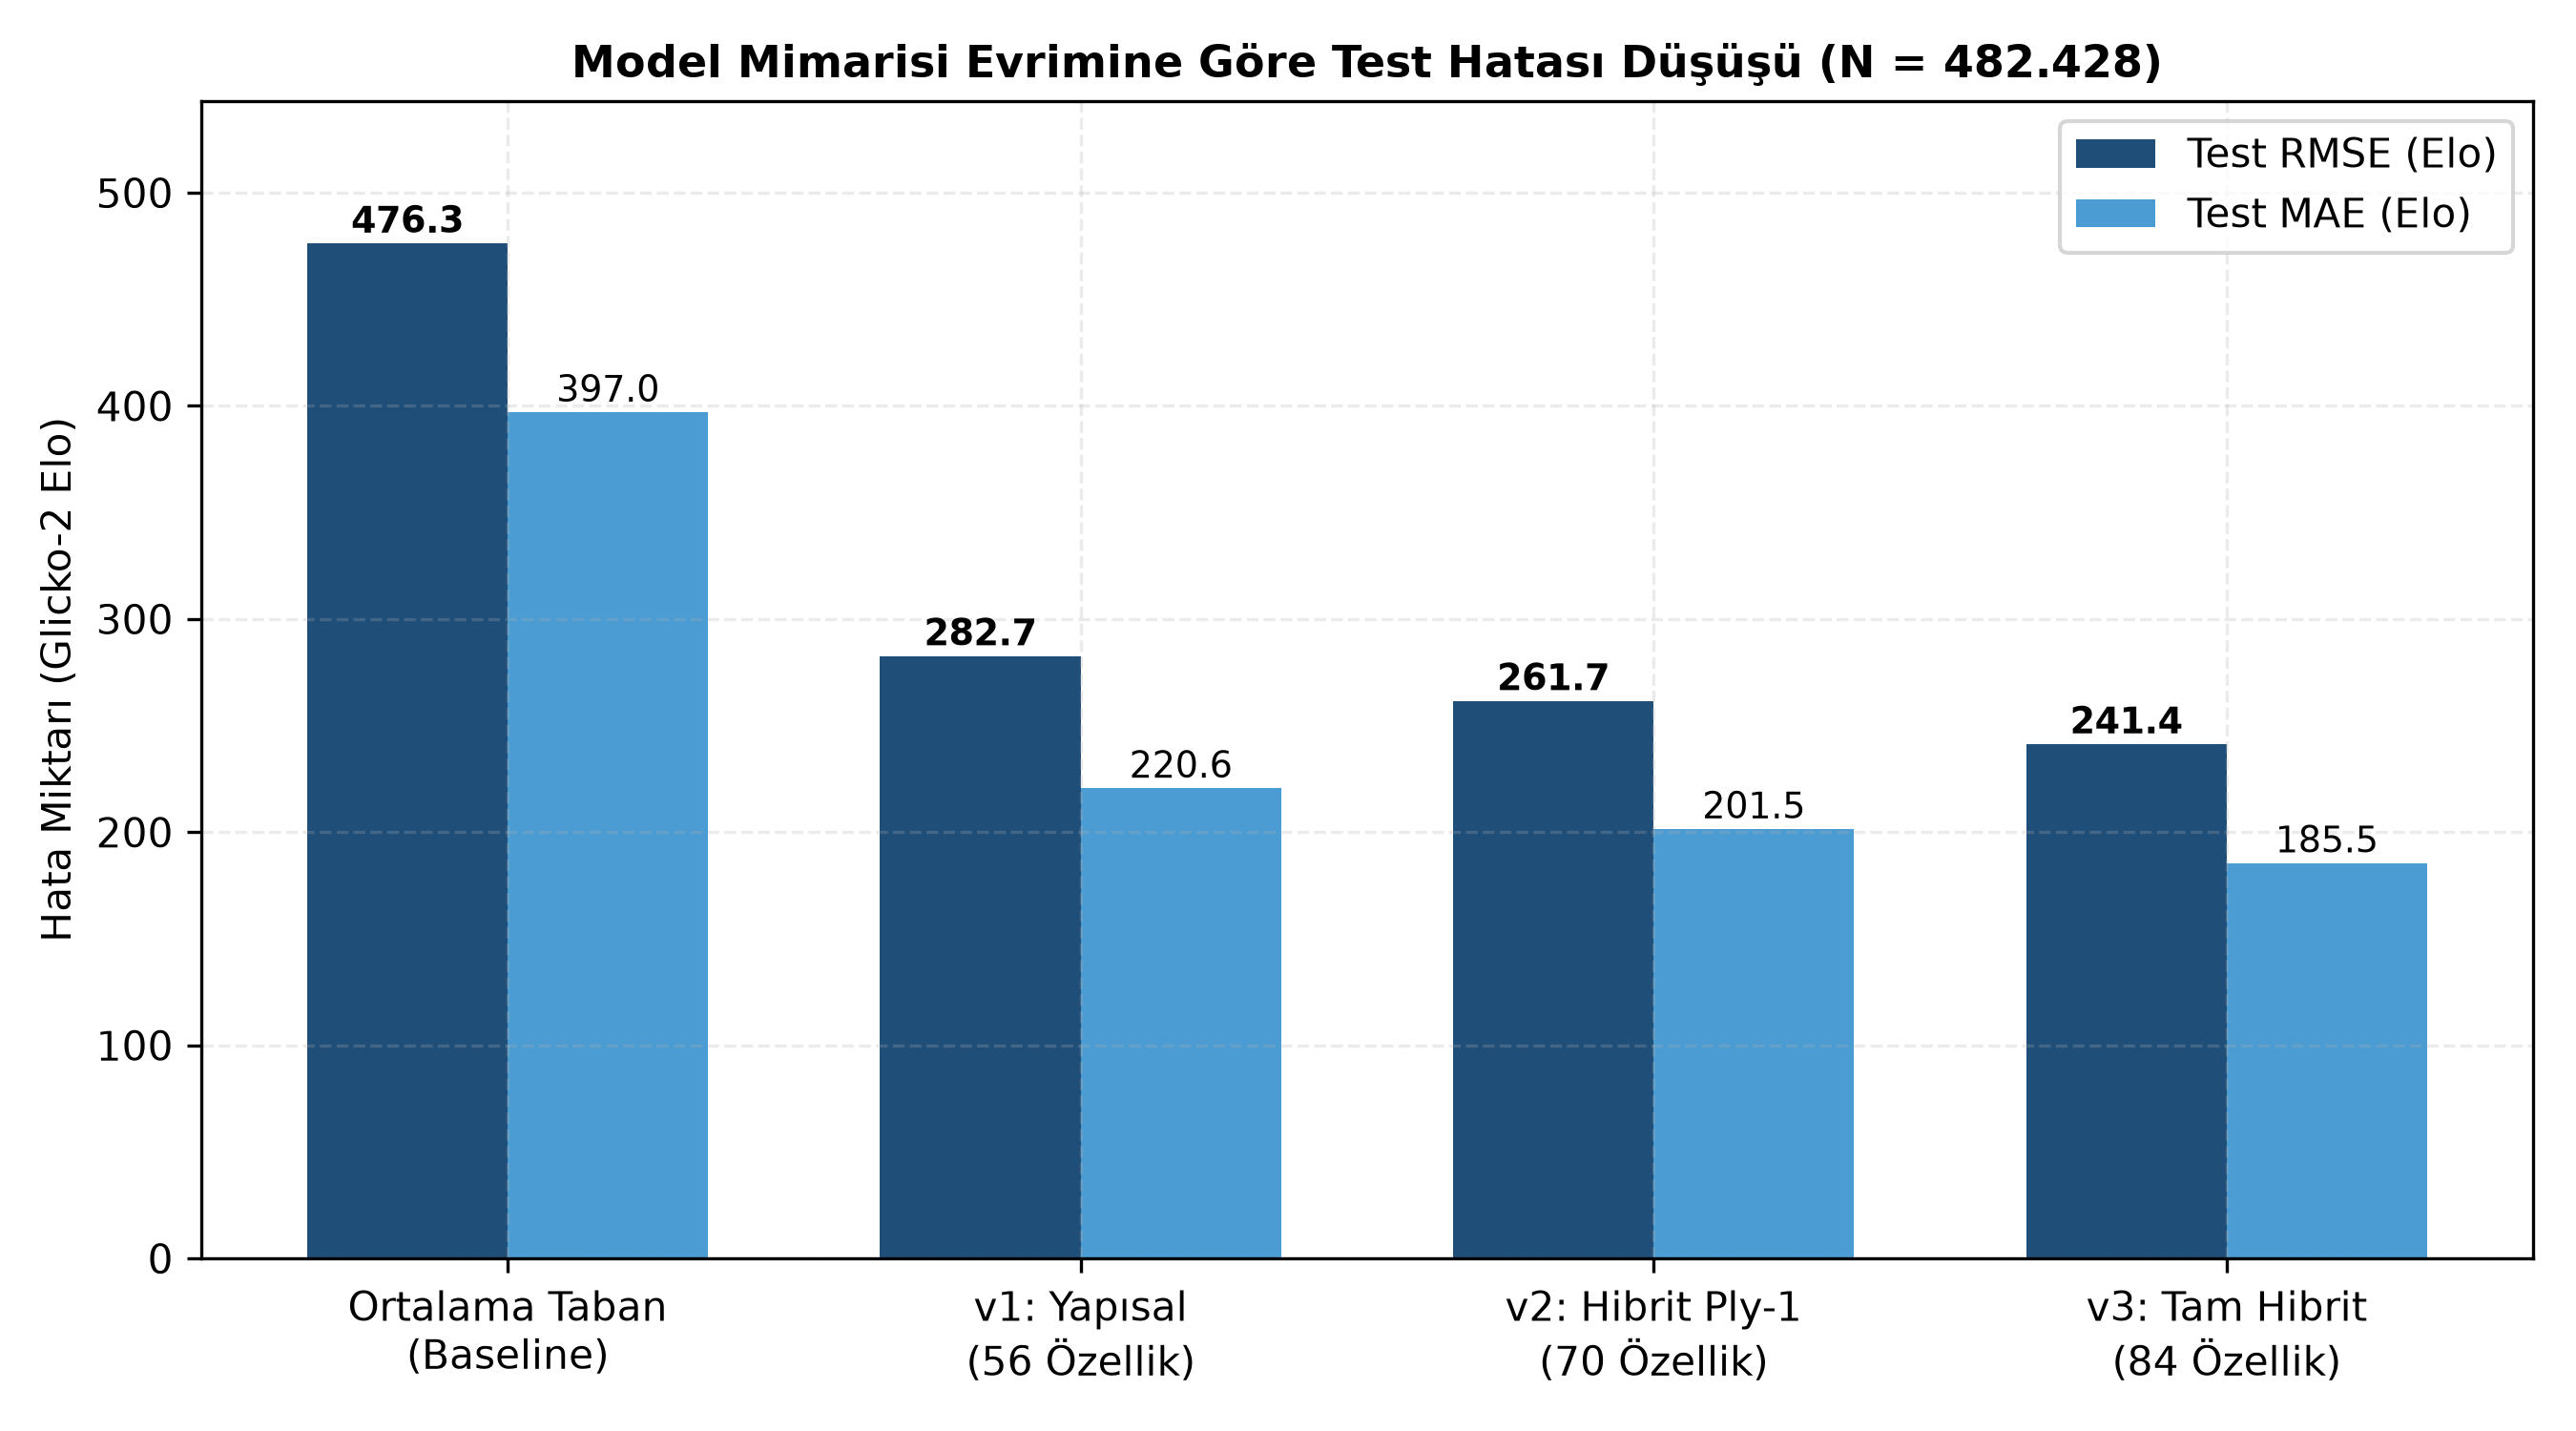 Model Mimarisi Evrimine Göre Test Hatası Düşüşü (N = 482.428)
Test RMSE (Elo)
Test MAE (Elo)
Hata Miktarı (Glicko-2 Elo)
500
400
300
200
100
0
476.3
397.0
282.7
220.6
261.7
201.5
241.4
185.5
Ortalama Taban
(Baseline)
v1: Yapısal
(56 Özellik)
v2: Hibrit Ply-1
(70 Özellik)
v3: Tam Hibrit
(84 Özellik)